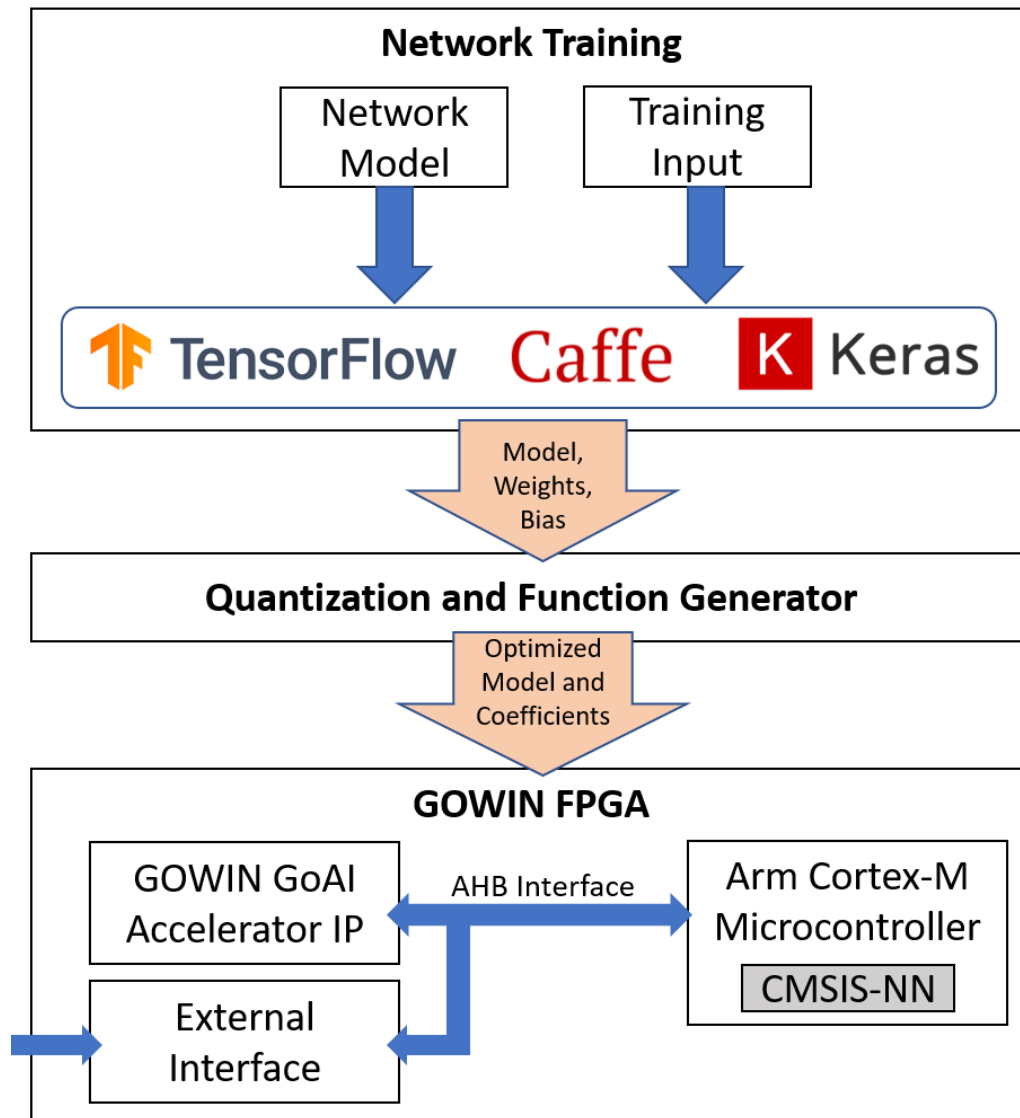 Network Training
Network
Model
Training
Input
TensorFlow
Caffe
K Keras
Model,
Weights,
Bias
Quantization and Function Generator
Optimized
Model and
Coefficients
GOWIN FPGA
GOWIN GoAI
Accelerator IP
AHB Interface
Arm Cortex-M
Microcontroller
CMSIS-NN
External
Interface